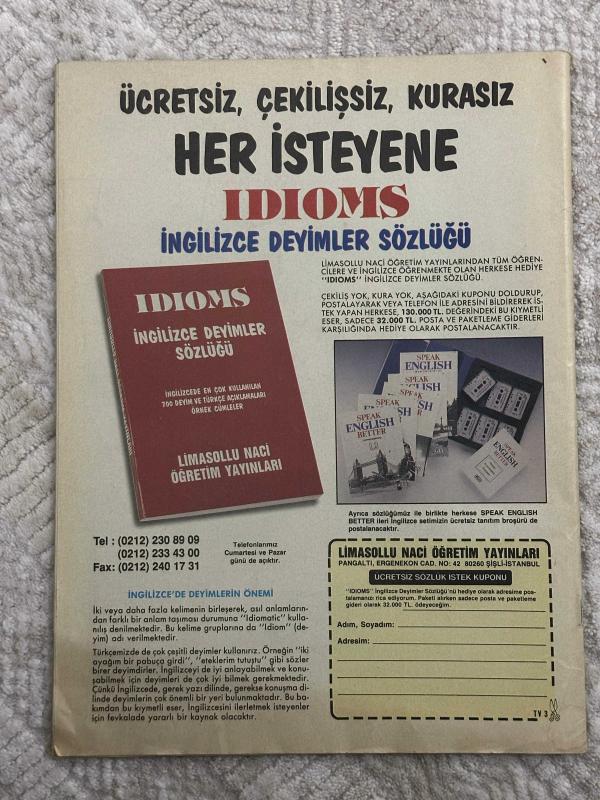 ÜCRETSİZ, ÇEKİLİŞSİZ, KURASIZ
HER İSTEYENE
IDIOMS
İNGİLİZCE DEYİMLER SÖZLÜĞÜ
LİMASOLLU NACİ ÖĞRETİM YAYINLARINDAN TÜM ÖĞREN-
CİLERE VE İNGİLİZCE ÖĞRENMEKTE OLAN HERKESE HEDİYE
"IDIOMS" İNGİLİZCE DEYİMLER SÖZLÜĞÜ.
ÇEKİLİŞ YOK, KURA YOK, AŞAĞIDAKİ KUPONU DOLDURUP,
POSTALAYARAK VEYA TELEFON İLE ADRESİNİ BİLDİREREK İS-
TEK YAPAN HERKESE, 130.000 TL. DEĞERİNDEKİ BU KIYMETLİ
ESER, SADECE 32.000 TL. POSTA VE PAKETLEME GİDERLERİ
KARŞILIĞINDA HEDİYE OLARAK POSTALANACAKTIR.
IDIOMS
İNGİLİZCE DEYİMLER
SÖZLÜĞÜ
İNGİLİZCEDE EN ÇOK KULLANILAN
700 DEYİM VE TÜRKÇE AÇIKLAMALARI
ÖRNEK CÜMLELER
LİMASOLLU NACİ
ÖĞRETİM YAYINLARI
SPEAK
ENGLISH
SPEAK
ENGLISH
SPEAK
SPEAK
ENGLISH
BETTER
SPEAK
ENGLISH
BETTER
Ayrıca sözlüğümüz ile birlikte herkese SPEAK ENGLISH
BETTER ileri İngilizce setimizin ücretsiz tanıtım broşürü de
postalanacaktır.
Tel : (0212) 230 89 09
(0212) 233 43 00
Fax: (0212) 240 17 31
Telefonlarımız
Cumartesi ve Pazar
günü de açıktır.
İNGİLİZCE'DE DEYİMLERİN ÖNEMİ
İki veya daha fazla kelimenin birleşerek, asıl anlamların-
dan farklı bir anlam taşıması durumuna "Idiomatic" kulla-
nılış denilmektedir. Bu kelime gruplarına da "Idiom" (de-
yim) adı verilmektedir.
Türkçemizde de çok çeşitli deyimler kullanırız. Örneğin "iki
ayağım bir pabuça girdi", "eteklerim tutuştu" gibi sözler
birer deyimdirler. İngilizceyi de iyi anlayabilmek ve konu-
şabilmek için deyimleri de çok iyi bilmek gerekmektedir.
Çünkü İngilizcede, gerek yazı dilinde, gerekse konuşma di-
linde deyimlerin çok önemli bir yeri bulunmaktadır. Bu ba-
kımdan bu kıymetli eser, İngilizcesini ilerletmek isteyenler
için fevkalade yararlı bir kaynak olacaktır.
LİMASOLLU NACİ ÖĞRETİM YAYINLARI
PANGALTI, ERGENEKON CAD. NO: 42 80260 ŞİŞLİ-İSTANBUL
ÜCRETSİZ SÖZLÜK İSTEK KUPONU
"IDIOMS" İngilizce Deyimler Sözlüğü'nü hediye olarak adresime pos-
talamanızı rica ediyorum. Paketi alırken sadece posta ve paketleme
gideri olarak 32.000 TL. ödeyeceğim.
Adım, Soyadım:
Adresim:
TV 3